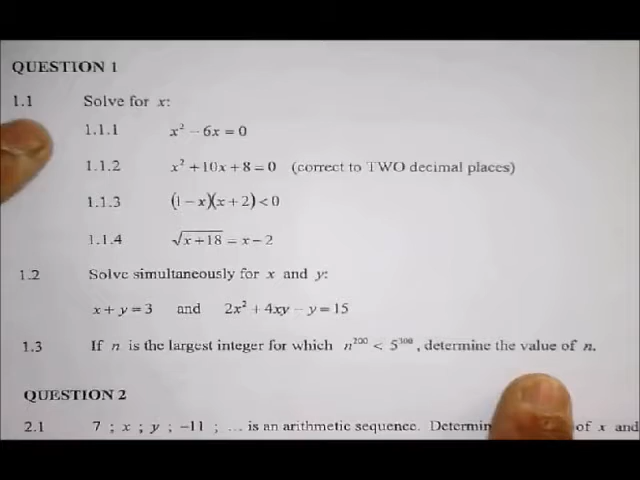 QUESTION 1
1.1 Solve for x:
1.1.1 x² − 6x = 0
1.1.2 x² + 10x + 8 = 0 (correct to TWO decimal places)
1.1.3 (1 − x)(x + 2) < 0
1.1.4 √(x + 18) = x − 2
1.2 Solve simultaneously for x and y:
x + y = 3 and 2x² + 4xy − y = 15
1.3 If n is the largest integer for which n²⁰⁰ < 5³⁰⁰, determine the value of n.
QUESTION 2
2.1 7 ; x ; y ; −11 ; ... is an arithmetic sequence. of x and